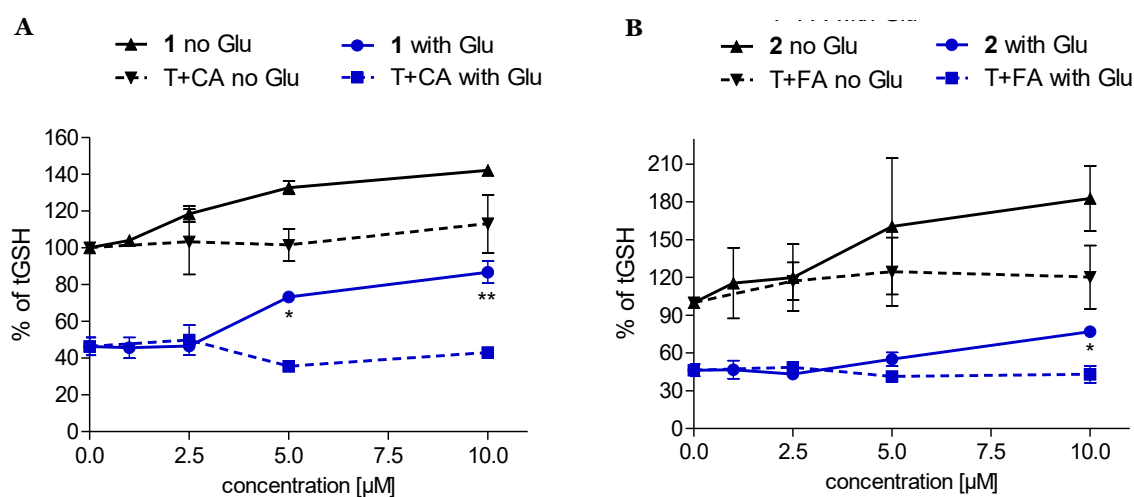 A
1 no Glu
1 with Glu
T+CA no Glu
T+CA with Glu
% of tGSH
160
140
120
100
80
60
40
20
0
*
**
0.0
2.5
5.0
7.5
10.0
concentration [µM]
B
2 no Glu
2 with Glu
T+FA no Glu
T+FA with Glu
% of tGSH
210
180
150
120
90
60
30
0
*
0.0
2.5
5.0
7.5
10.0
concentration [µM]